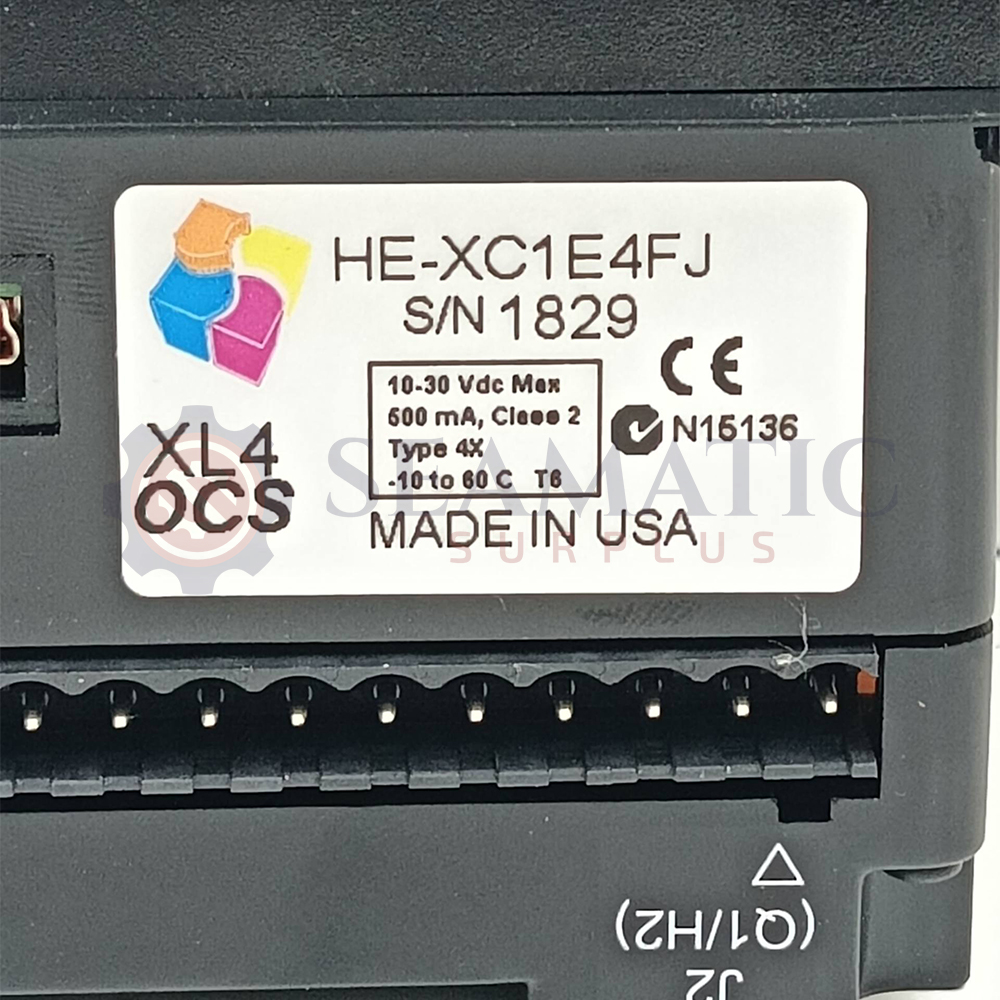 HE-XC1E4FJ
S/N 1829
10-30 Vdc Max
600 mA, Class 2
Type 4X
-10 to 60 C T6
CE
N15136
XL4
OCS
MADE IN USA
SEAMATIC
SURPLUS
(Q1/H2)
J2